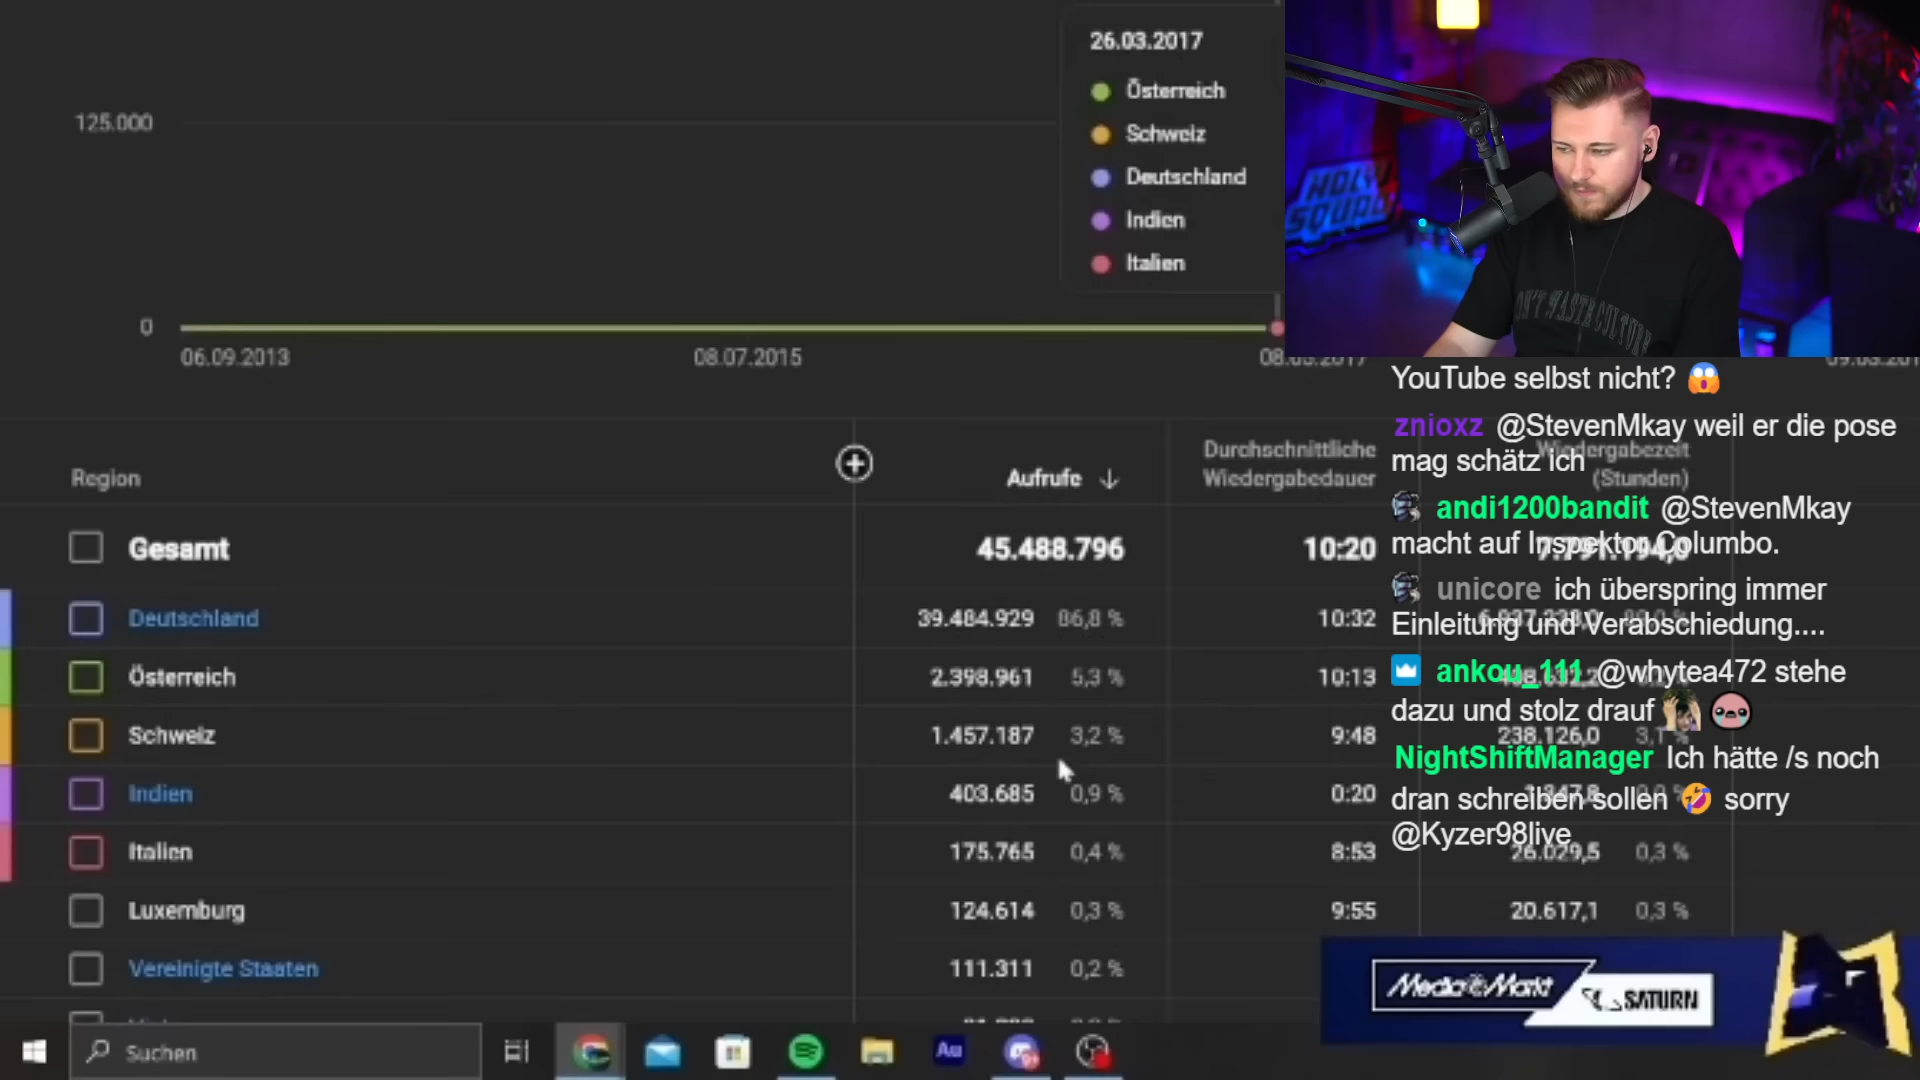 26.03.2017
Österreich
Schweiz
Deutschland
Indien
Italien
125.000
0
06.09.2013
08.07.2015
HOLY SQUAD
YouTube selbst nicht? 😱
znioxz @StevenMkay weil er die pose
mag schätz ich
andi1200bandit @StevenMkay
macht auf Inspektor Columbo.
unicore ich überspring immer
Einleitung und Verabschiedung....
ankou_111 @whytea472 stehe
dazu und stolz drauf
NightShiftManager Ich hätte /s noch
dran schreiben sollen 🤣 sorry
@Kyzer98live
Region
Aufrufe ↓
Durchschnittliche
Wiedergabedauer
Wiedergabezeit
(Stunden)
Gesamt 45.488.796 10:20
Deutschland 39.484.929 86,8 % 10:32
Österreich 2.398.961 5,3 % 10:13
Schweiz 1.457.187 3,2 % 9:48 238.126,0 3,1 %
Indien 403.685 0,9 % 0:20
Italien 175.765 0,4 % 8:53 26.029,5 0,3 %
Luxemburg 124.614 0,3 % 9:55 20.617,1 0,3 %
Vereinigte Staaten 111.311 0,2 %
MediaMarkt
SATURN
Suchen
Au